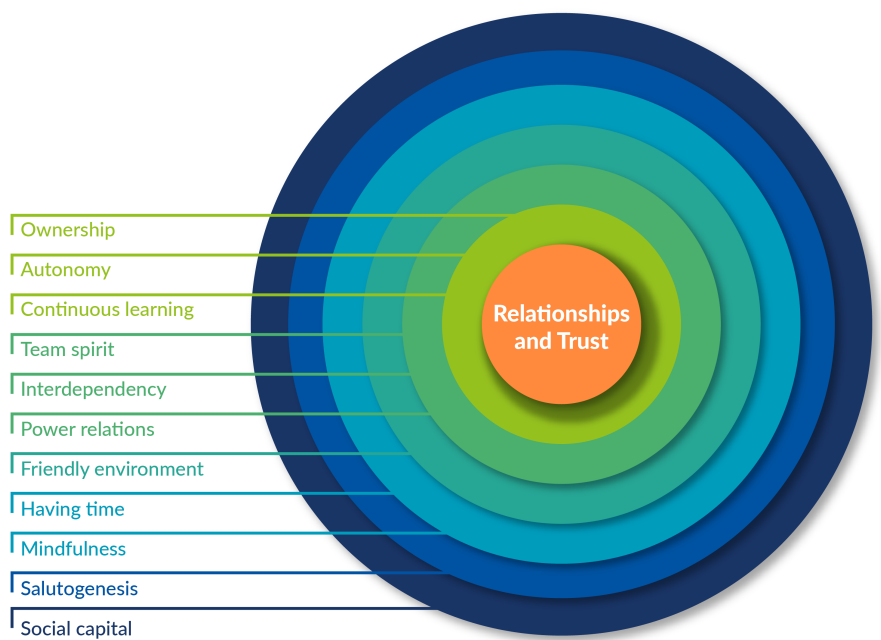 Ownership
Autonomy
Continuous learning
Team spirit
Interdependency
Power relations
Friendly environment
Having time
Mindfulness
Salutogenesis
Social capital
Relationships
and Trust